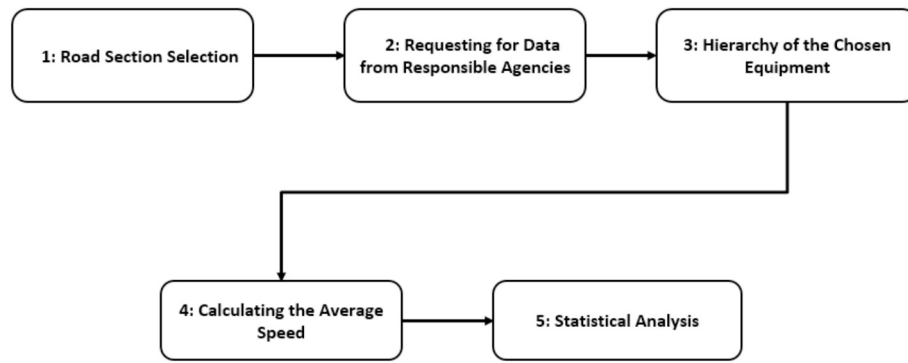 1: Road Section Selection
2: Requesting for Data
from Responsible Agencies
3: Hierarchy of the Chosen
Equipment
4: Calculating the Average
Speed
5: Statistical Analysis